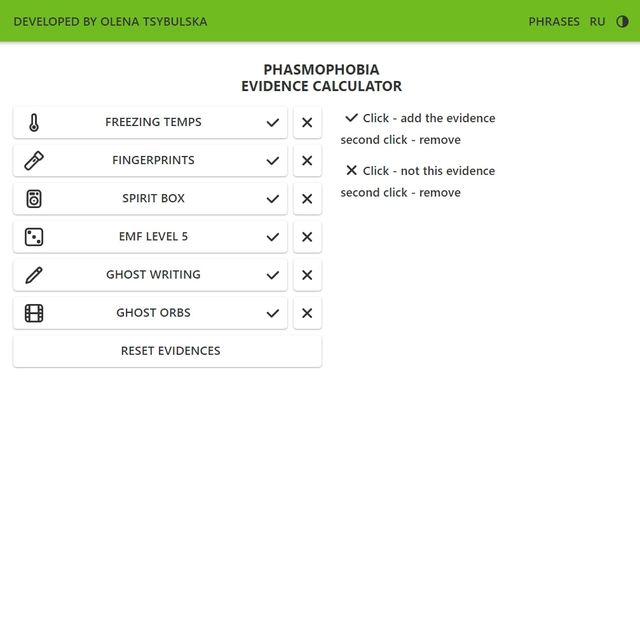 DEVELOPED BY OLENA TSYBULSKA
PHRASES RU
PHASMOPHOBIA
EVIDENCE CALCULATOR
FREEZING TEMPS
FINGERPRINTS
SPIRIT BOX
EMF LEVEL 5
GHOST WRITING
GHOST ORBS
RESET EVIDENCES
Click - add the evidence
second click - remove
Click - not this evidence
second click - remove